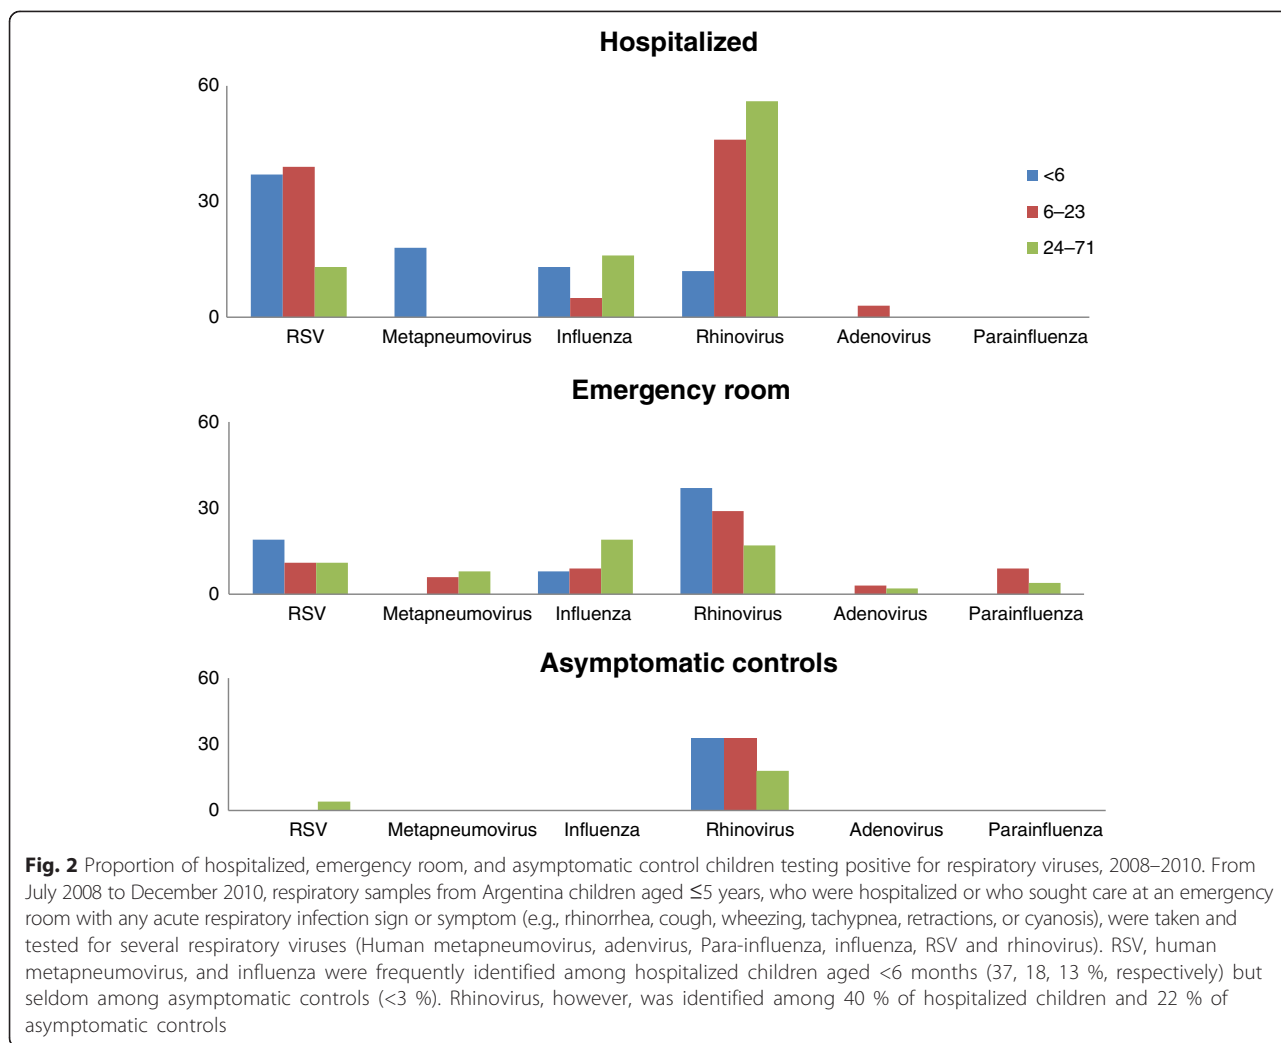 Hospitalized
60
30
0
<6
6–23
24–71
RSV Metapneumovirus Influenza Rhinovirus Adenovirus Parainfluenza
Emergency room
60
30
0
RSV Metapneumovirus Influenza Rhinovirus Adenovirus Parainfluenza
Asymptomatic controls
60
30
0
RSV Metapneumovirus Influenza Rhinovirus Adenovirus Parainfluenza
Fig. 2 Proportion of hospitalized, emergency room, and asymptomatic control children testing positive for respiratory viruses, 2008–2010. From
July 2008 to December 2010, respiratory samples from Argentina children aged ≤5 years, who were hospitalized or who sought care at an emergency
room with any acute respiratory infection sign or symptom (e.g., rhinorrhea, cough, wheezing, tachypnea, retractions, or cyanosis), were taken and
tested for several respiratory viruses (Human metapneumovirus, adenvirus, Para-influenza, influenza, RSV and rhinovirus). RSV, human
metapneumovirus, and influenza were frequently identified among hospitalized children aged <6 months (37, 18, 13 %, respectively) but
seldom among asymptomatic controls (<3 %). Rhinovirus, however, was identified among 40 % of hospitalized children and 22 % of
asymptomatic controls